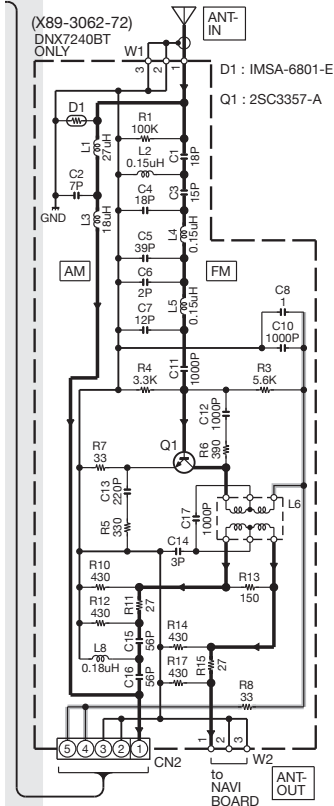 (X89-3062-72)
DNX7240BT
ONLY
ANT-
IN
W1
3 2 1
D1 : IMSA-6801-E
Q1 : 2SC3357-A
D1
R1
100K
L1
27uH
L2
0.15uH
C1
18P
C2
7P
C4
18P
C3
15P
GND
L3
18uH
C5
39P
L4
0.15uH
AM
FM
C6
2P
C8
1
C7
12P
L5
0.15uH
C10
1000P
C11
1000P
R4
3.3K
R3
5.6K
C12
1000P
R6
390
Q1
R7
33
C13
220P
R5
330
C17
1000P
L6
C14
3P
R10
430
R13
150
R12
430
R11
27
R14
430
C15
56P
R17
430
R15
27
L8
0.18uH
C16
56P
R8
33
5 4 3 2 1
CN2
1 2 3
W2
to
NAVI
BOARD
ANT-
OUT